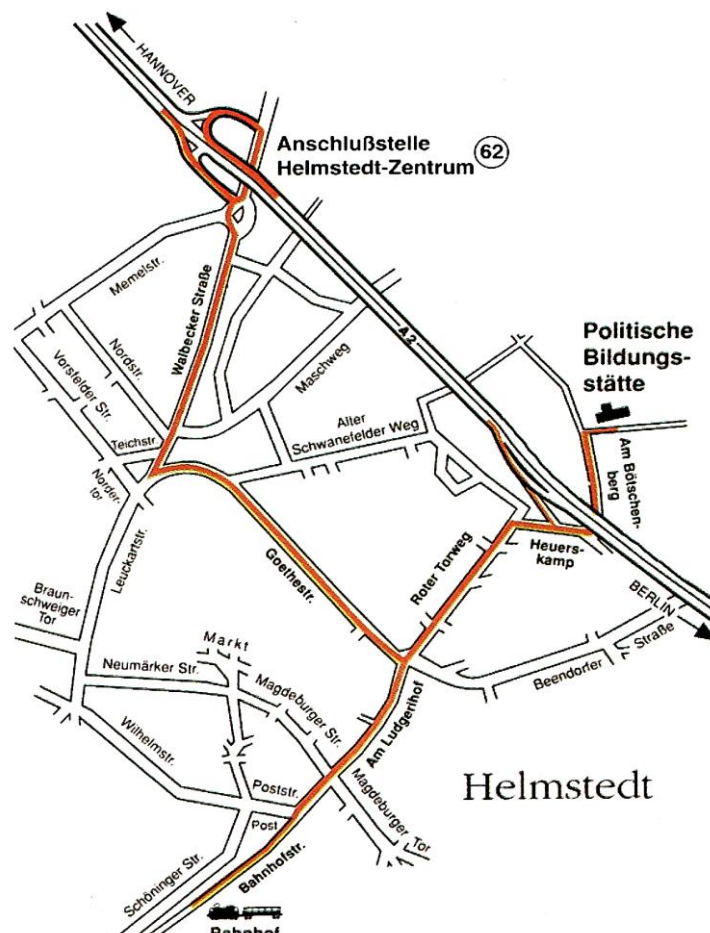 HANNOVER
Anschlußstelle
Helmstedt-Zentrum
62
Memelstr.
Walbecker Straße
A2
Politische
Bildungs-
stätte
Nordstr.
Vorsfelder Str.
Maschweg
Teichstr.
Alter
Schwanefelder Weg
Am Bötschen-
berg
Norder-
tor
Leuckartstr.
Goethestr.
Roter Torweg
Heuers-
kamp
BERLIN
Braun-
schweiger
Tor
Markt
Neumärker Str.
Magdeburger Str.
Beendorfer
Straße
Am Ludgerihof
Wilhelmstr.
Poststr.
Post
Magdeburger
Tor
Helmstedt
Schöninger Str.
Bahnhofstr.
Bahnhof